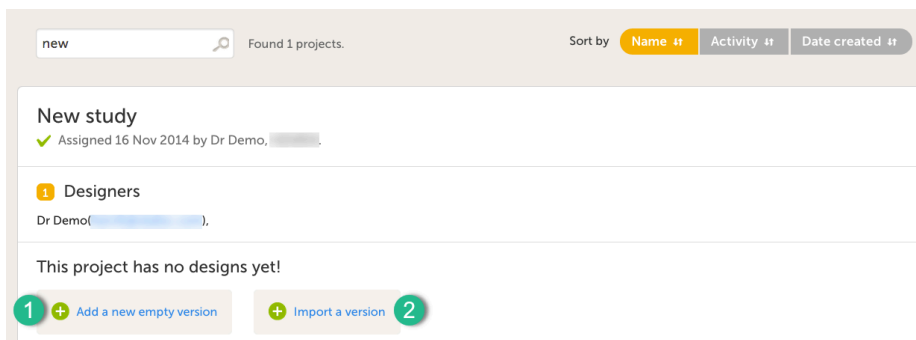 new Found 1 projects. Sort by Name Activity Date created
New study
Assigned 16 Nov 2014 by Dr Demo, .
1 Designers
Dr Demo( ),
This project has no designs yet!
1 Add a new empty version Import a version 2